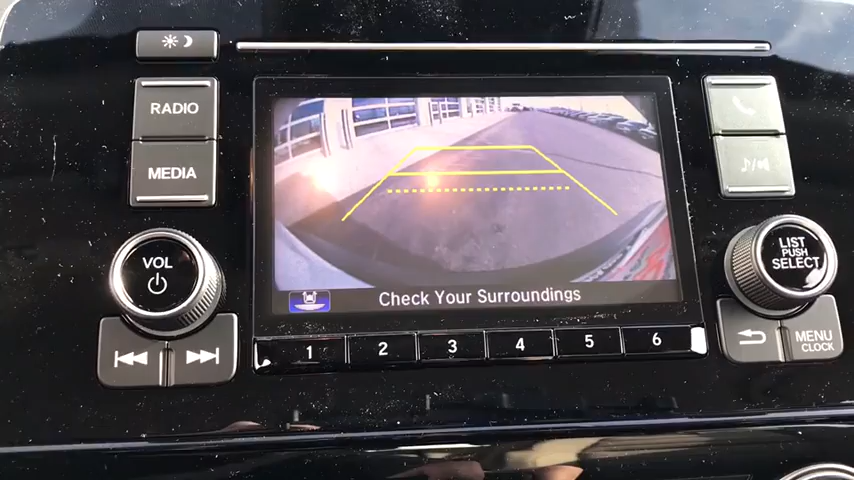 RADIO
MEDIA
VOL
Check Your Surroundings
1 2 3 4 5 6
LIST
PUSH
SELECT
MENU
CLOCK